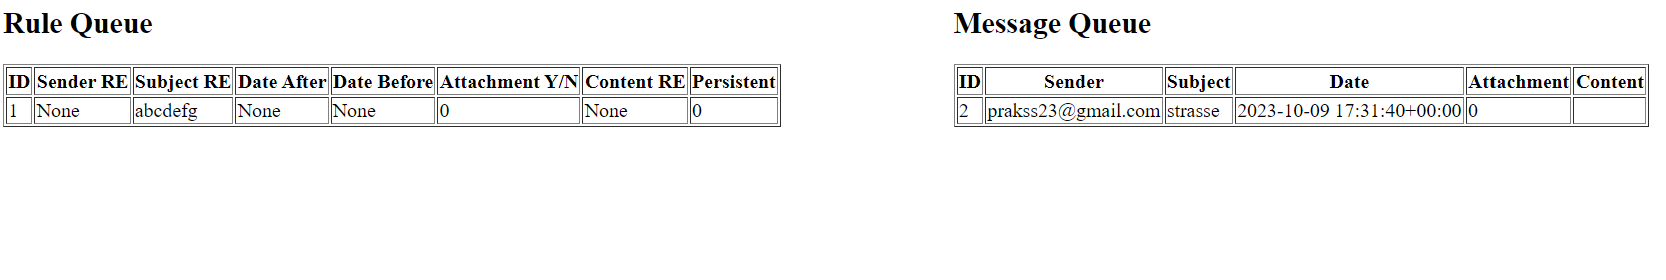 Rule Queue
ID Sender RE Subject RE Date After Date Before Attachment Y/N Content RE Persistent
1 None abcdefg None None 0 None 0
Message Queue
ID Sender Subject Date Attachment Content
2 prakss23@gmail.com strasse 2023-10-09 17:31:40+00:00 0